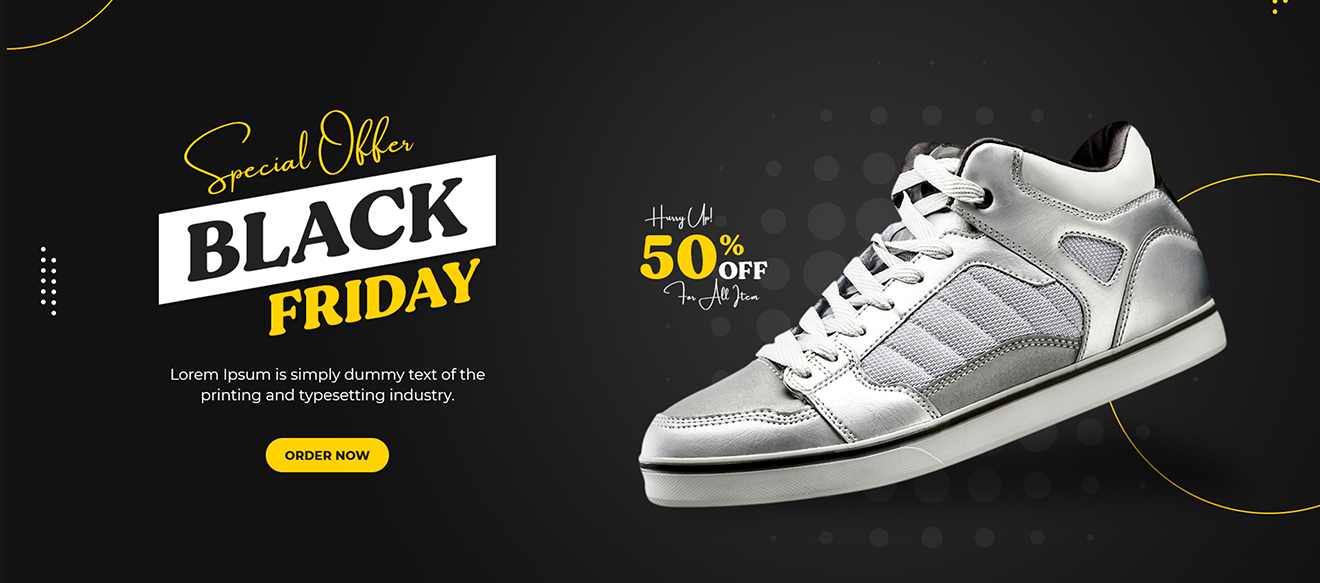 Special Offer
BLACK
FRIDAY
Lorem Ipsum is simply dummy text of the
printing and typesetting industry.
ORDER NOW
Hurry Up!
50%
OFF
For All Item